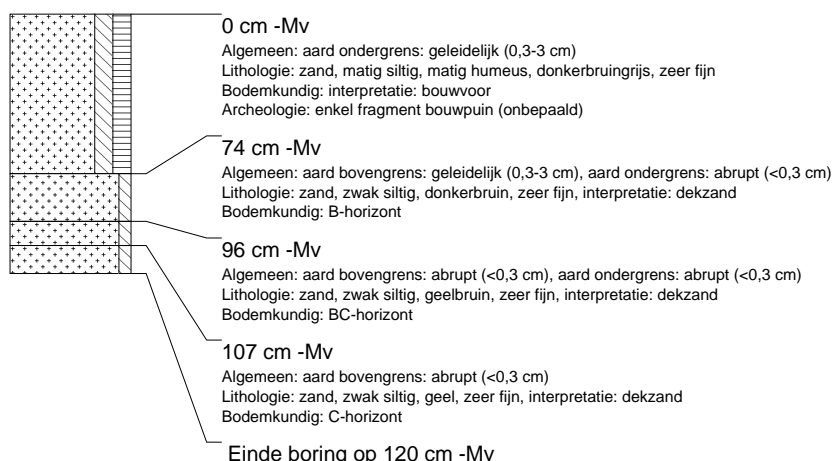 0 cm -Mv
Algemeen: aard ondergrens: geleidelijk (0,3-3 cm)
Lithologie: zand, matig siltig, matig humeus, donkerbruingrijs, zeer fijn
Bodemkundig: interpretatie: bouwvoor
Archeologie: enkel fragment bouwpuin (onbepaald)
74 cm -Mv
Algemeen: aard bovengrens: geleidelijk (0,3-3 cm), aard ondergrens: abrupt (<0,3 cm)
Lithologie: zand, zwak siltig, donkerbruin, zeer fijn, interpretatie: dekzand
Bodemkundig: B-horizont
96 cm -Mv
Algemeen: aard bovengrens: abrupt (<0,3 cm), aard ondergrens: abrupt (<0,3 cm)
Lithologie: zand, zwak siltig, geelbruin, zeer fijn, interpretatie: dekzand
Bodemkundig: BC-horizont
107 cm -Mv
Algemeen: aard bovengrens: abrupt (<0,3 cm)
Lithologie: zand, zwak siltig, geel, zeer fijn, interpretatie: dekzand
Bodemkundig: C-horizont
Einde boring op 120 cm -Mv